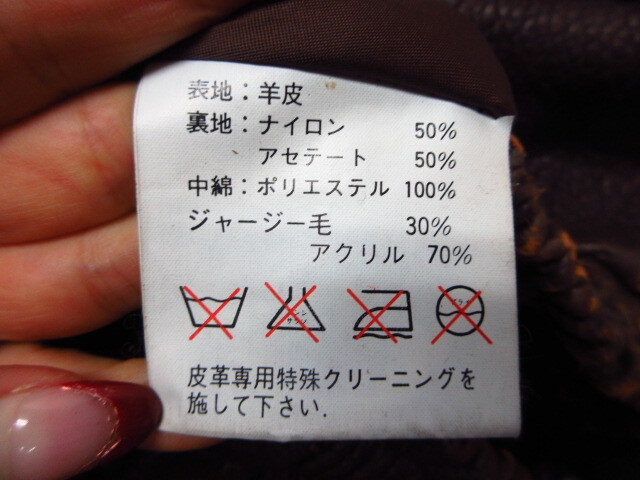 表地：羊皮
裏地：ナイロン 50%
アセテート 50%
中綿：ポリエステル 100%
ジャージー毛 30%
アクリル 70%
皮革専用特殊クリーニングを
施して下さい.